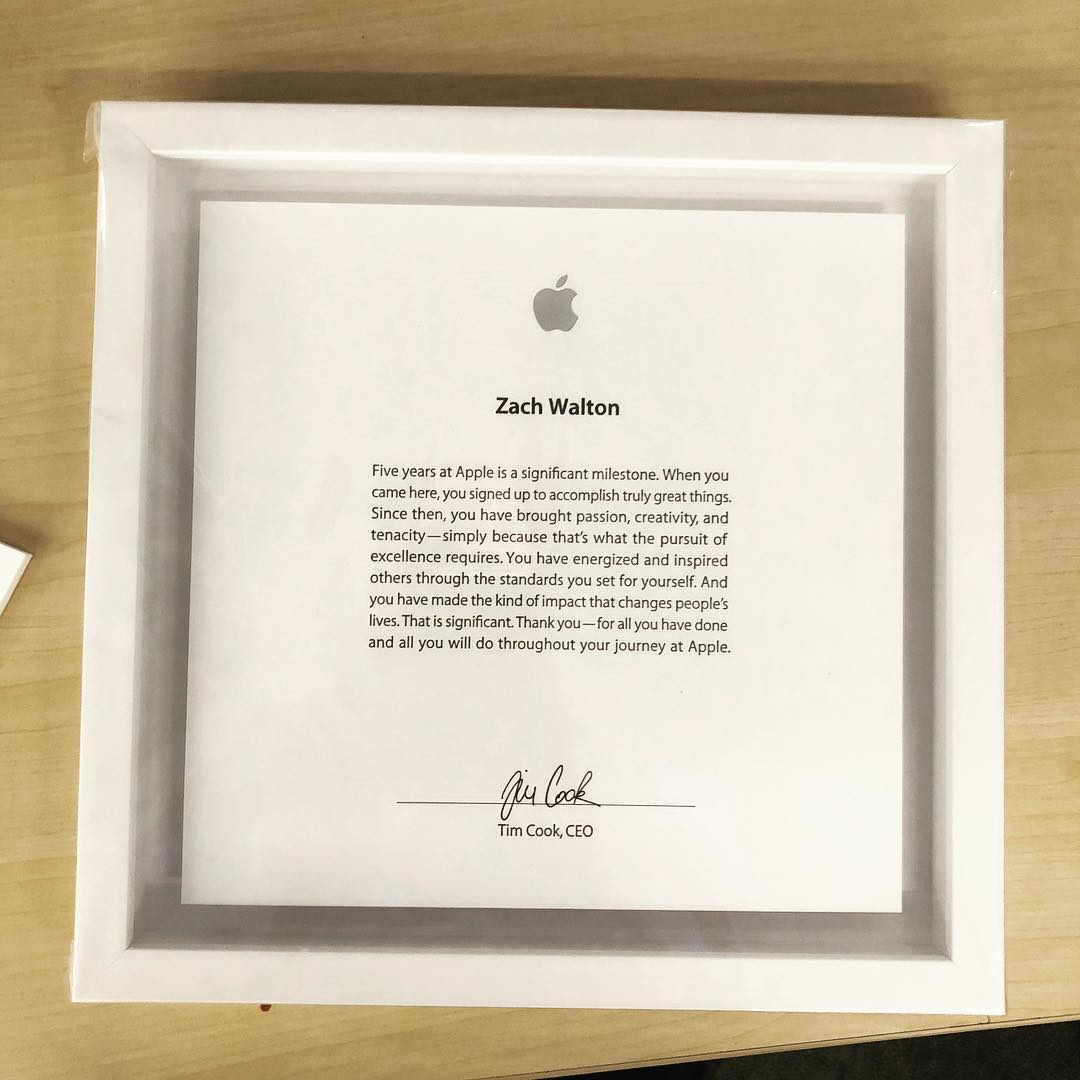 Zach Walton
Five years at Apple is a significant milestone. When you
came here, you signed up to accomplish truly great things.
Since then, you have brought passion, creativity, and
tenacity—simply because that's what the pursuit of
excellence requires. You have energized and inspired
others through the standards you set for yourself. And
you have made the kind of impact that changes people's
lives. That is significant. Thank you—for all you have done
and all you will do throughout your journey at Apple.
Tim Cook
Tim Cook, CEO